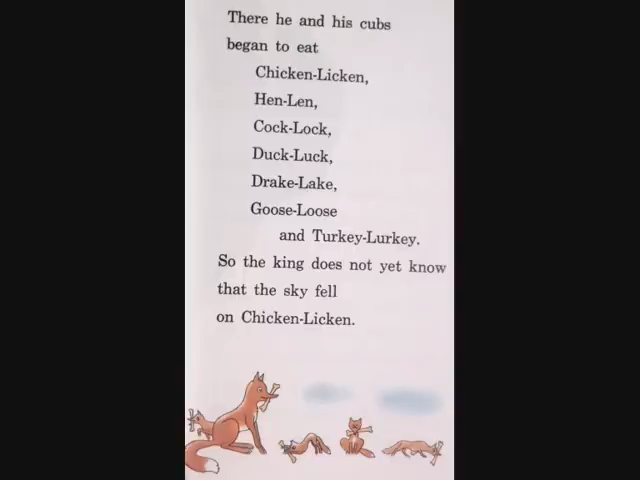 There he and his cubs
began to eat
Chicken-Licken,
Hen-Len,
Cock-Lock,
Duck-Luck,
Drake-Lake,
Goose-Loose
and Turkey-Lurkey.
So the king does not yet know
that the sky fell
on Chicken-Licken.